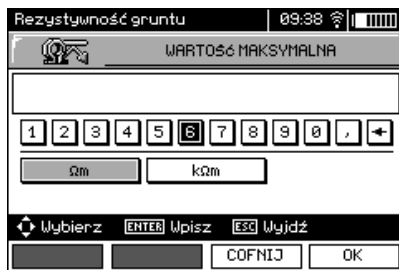 Rezystywność gruntu 09:38
WARTOŚĆ MAKSYMALNA
1 2 3 4 5 6 7 8 9 0 , ←
Ωm kΩm
Wybierz ENTER Wpisz ESC Wyjdź
COFNIJ OK